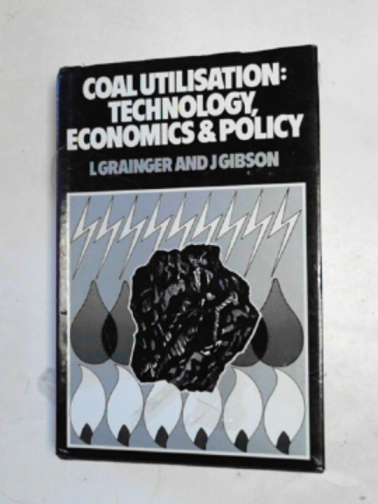 COAL UTILISATION:
TECHNOLOGY,
ECONOMICS & POLICY
L GRAINGER AND J GIBSON